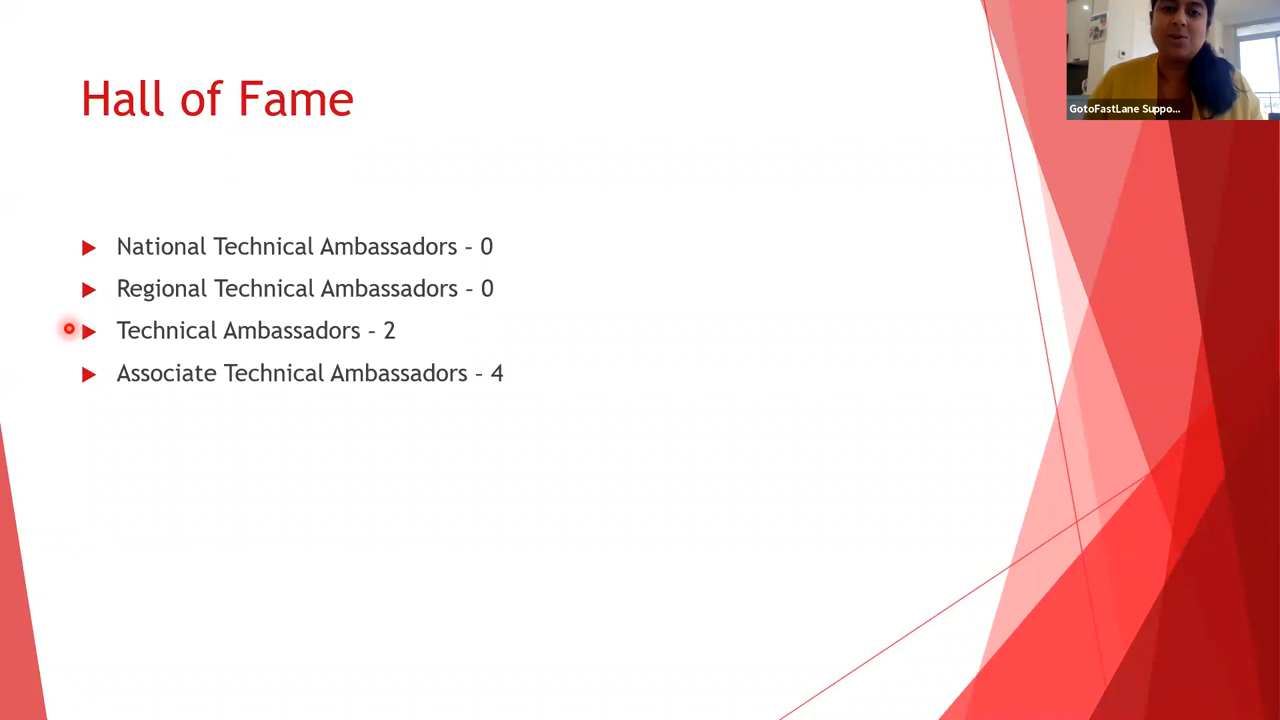 Hall of Fame
National Technical Ambassadors – 0
Regional Technical Ambassadors – 0
Technical Ambassadors – 2
Associate Technical Ambassadors – 4
GotoFastLane Suppo...